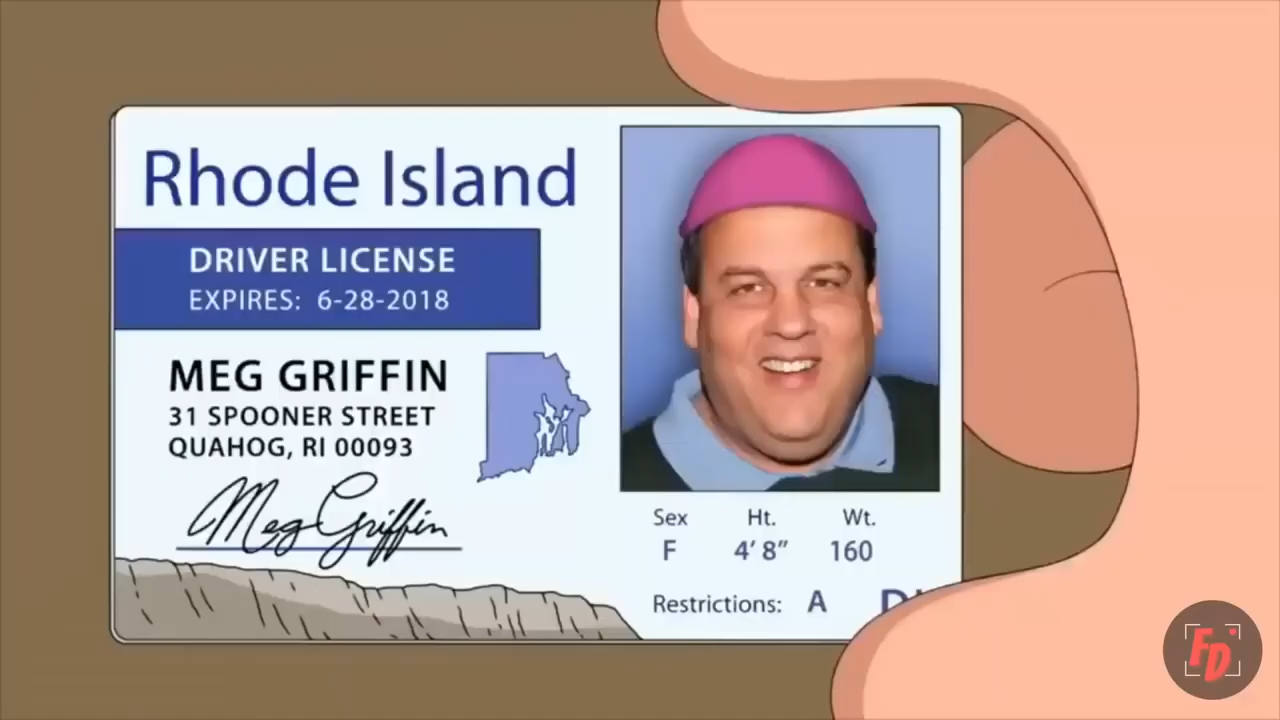 Rhode Island
DRIVER LICENSE
EXPIRES: 6-28-2018
MEG GRIFFIN
31 SPOONER STREET
QUAHOG, RI 00093
Meg Griffin
Sex Ht. Wt.
F 4' 8" 160
Restrictions: A
FD